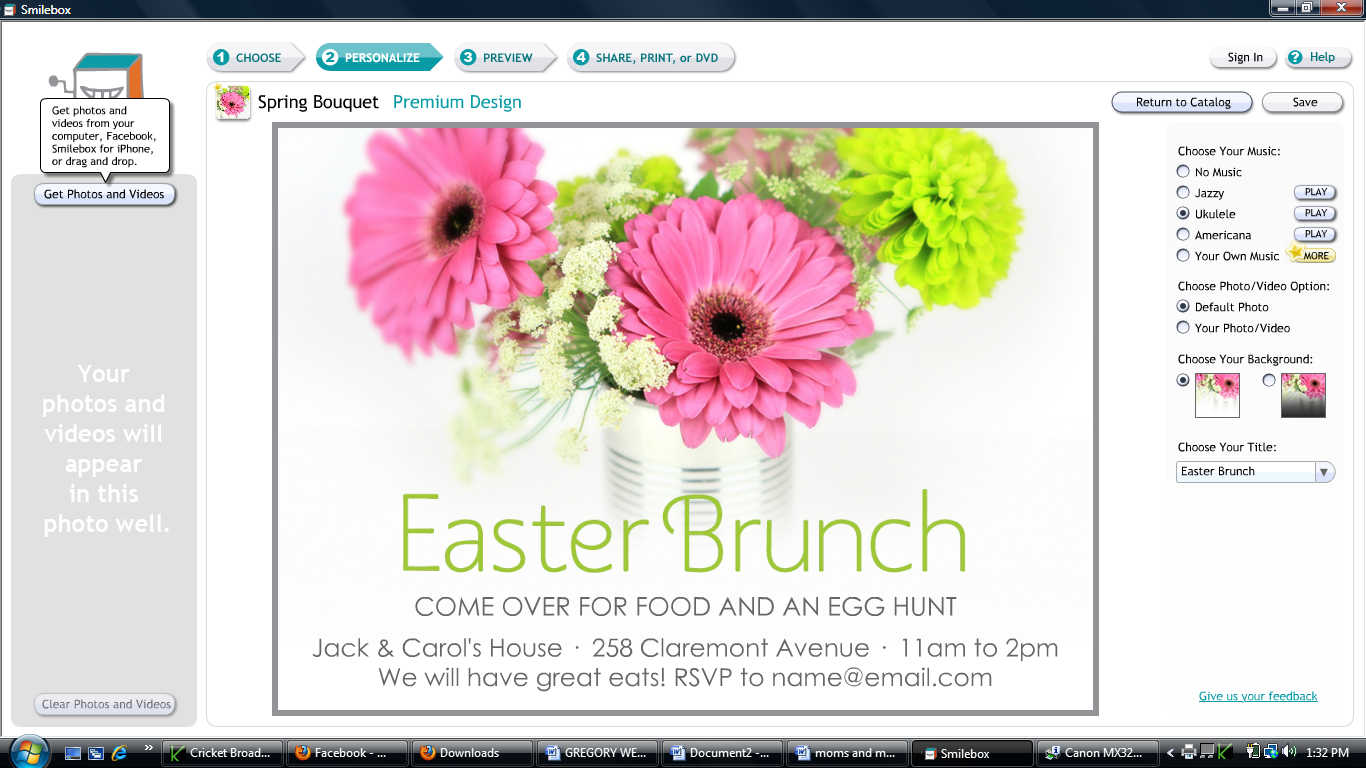 Smilebox
1 CHOOSE
2 PERSONALIZE
3 PREVIEW
4 SHARE, PRINT, or DVD
Sign In
? Help
Get photos and
videos from your
computer, Facebook,
Smilebox for iPhone,
or drag and drop.
Get Photos and Videos
Your
photos and
videos will
appear
in this
photo well.
Clear Photos and Videos
Spring Bouquet Premium Design
Return to Catalog
Save
Easter Brunch
COME OVER FOR FOOD AND AN EGG HUNT
Jack & Carol's House · 258 Claremont Avenue · 11am to 2pm
We will have great eats! RSVP to name@email.com
Choose Your Music:
No Music
Jazzy PLAY
Ukulele PLAY
Americana PLAY
Your Own Music MORE
Choose Photo/Video Option:
Default Photo
Your Photo/Video
Choose Your Background:
Choose Your Title:
Easter Brunch
Give us your feedback
Cricket Broad...
Facebook - ...
Downloads
GREGORY WE...
Document2 -...
moms and m...
Smilebox
Canon MX32...
1:32 PM